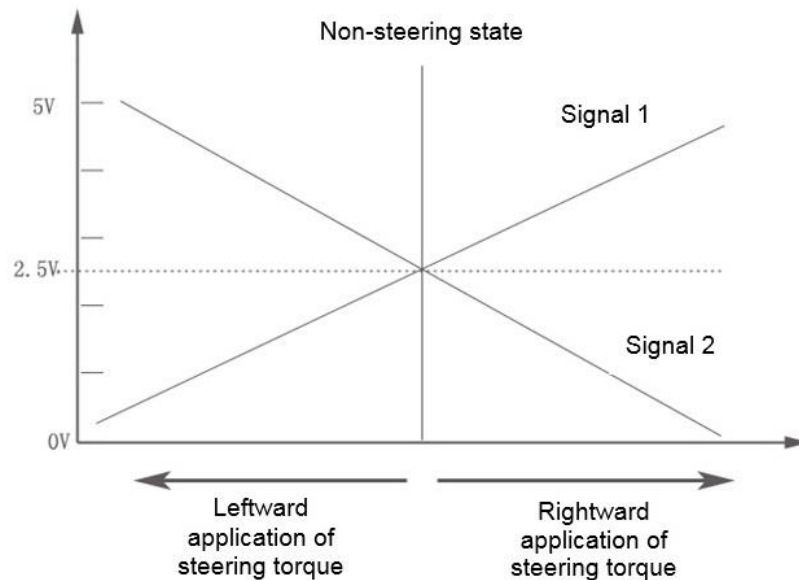 Non-steering state
5V
Signal 1
2.5V
Signal 2
0V
Leftward
application of
steering torque
Rightward
application of
steering torque